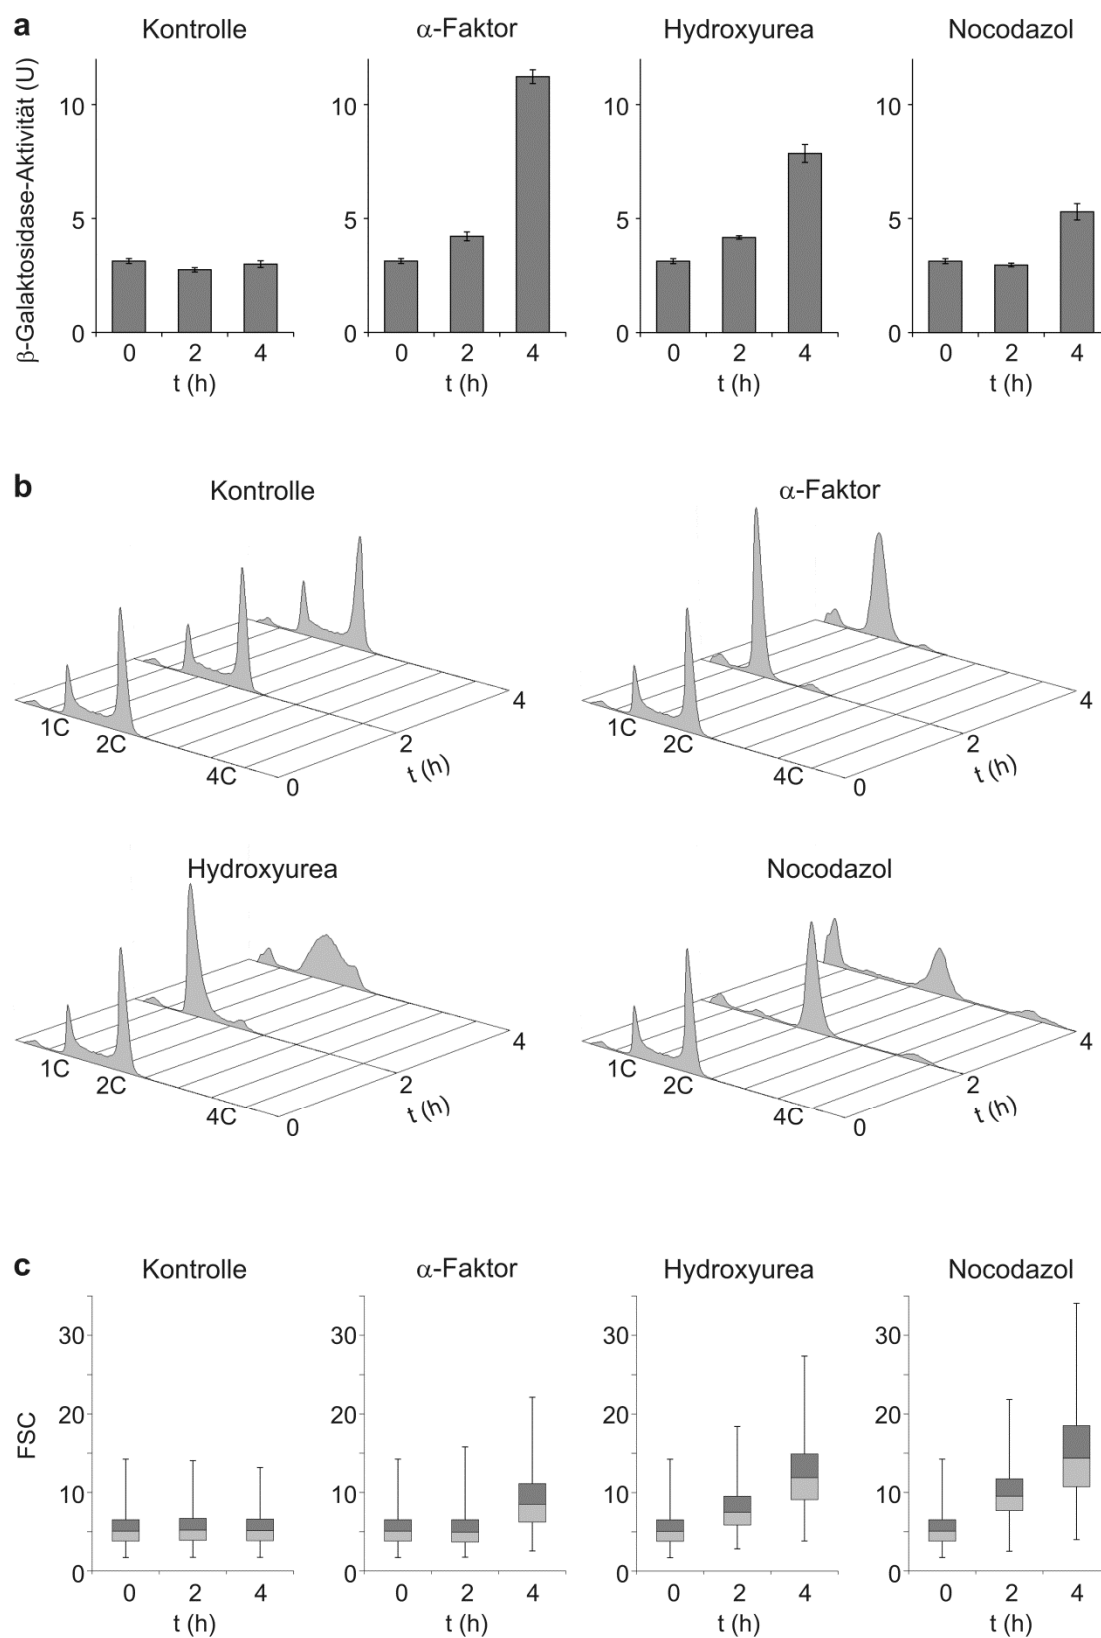 a
Kontrolle α-Faktor Hydroxyurea Nocodazol
β-Galaktosidase-Aktivität (U)
10 10 10 10
5 5 5 5
0 0 0 0
0 2 4 0 2 4 0 2 4 0 2 4
t (h) t (h) t (h) t (h)
b
Kontrolle α-Faktor
1C 2C 4C 0 2 4 t (h)
1C 2C 4C 0 2 4 t (h)
Hydroxyurea Nocodazol
1C 2C 4C 0 2 4 t (h)
1C 2C 4C 0 2 4 t (h)
c
Kontrolle α-Faktor Hydroxyurea Nocodazol
FSC
30 30 30 30
20 20 20 20
10 10 10 10
0 0 0 0
0 2 4 0 2 4 0 2 4 0 2 4
t (h) t (h) t (h) t (h)